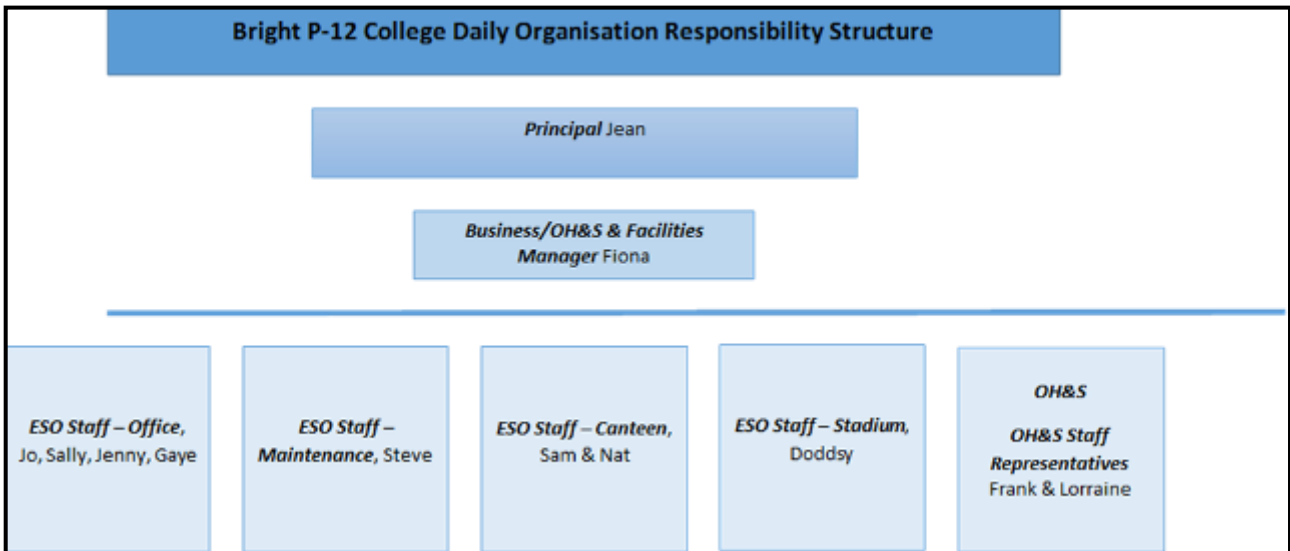 Bright P-12 College Daily Organisation Responsibility Structure
Principal Jean
Business/OH&S & Facilities
Manager Fiona
ESO Staff – Office,
Jo, Sally, Jenny, Gaye
ESO Staff –
Maintenance, Steve
ESO Staff – Canteen,
Sam & Nat
ESO Staff – Stadium,
Doddsy
OH&S
OH&S Staff
Representatives
Frank & Lorraine